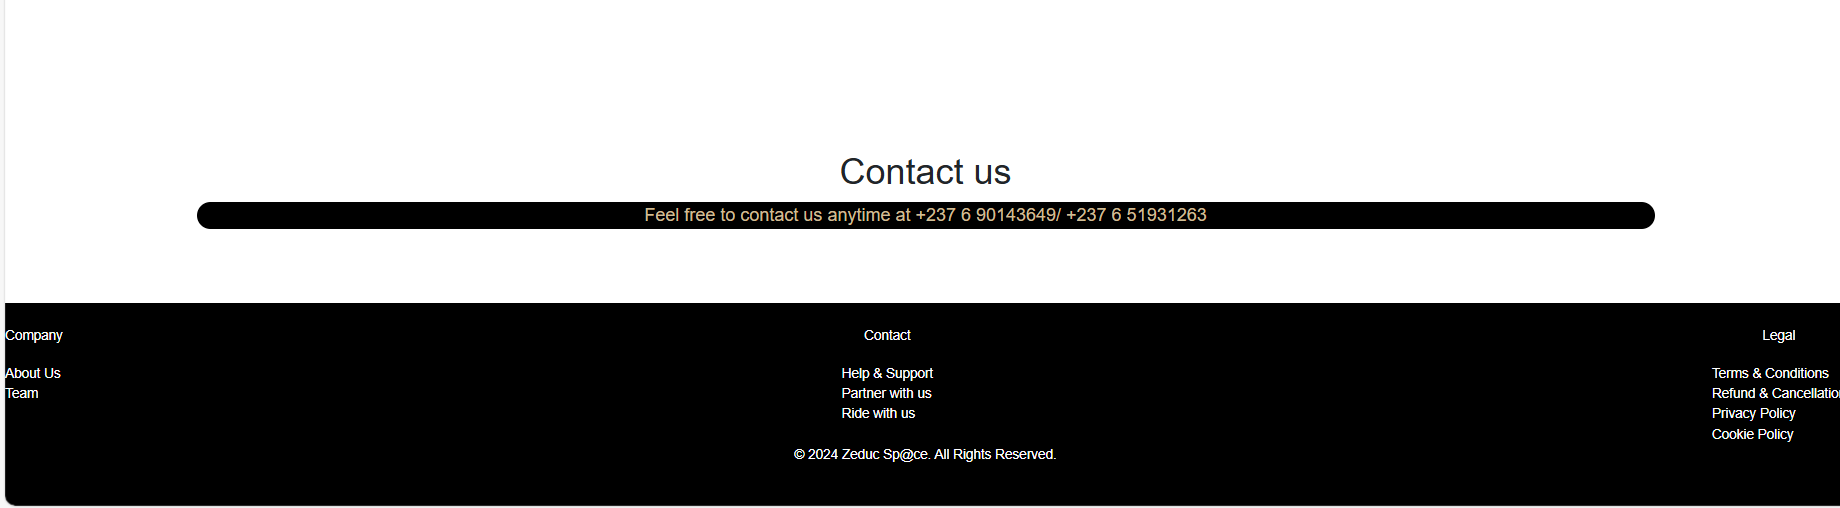 Contact us
Feel free to contact us anytime at +237 6 90143649/ +237 6 51931263
Company
About Us
Team
Contact
Help & Support
Partner with us
Ride with us
Legal
Terms & Conditions
Refund & Cancellation
Privacy Policy
Cookie Policy
© 2024 Zeduc Sp@ce. All Rights Reserved.